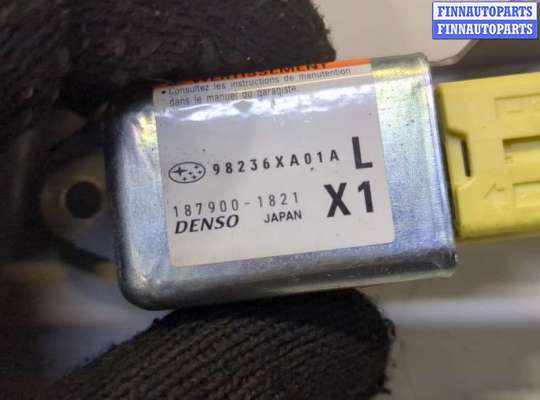 FINNAUTOPARTS
FINNAUTOPARTS
AVERTISSEMENT
• Consultez les instructions de manutention
dans le manuel du garagiste.
98236XA01A L
187900-1821 X1
DENSO JAPAN